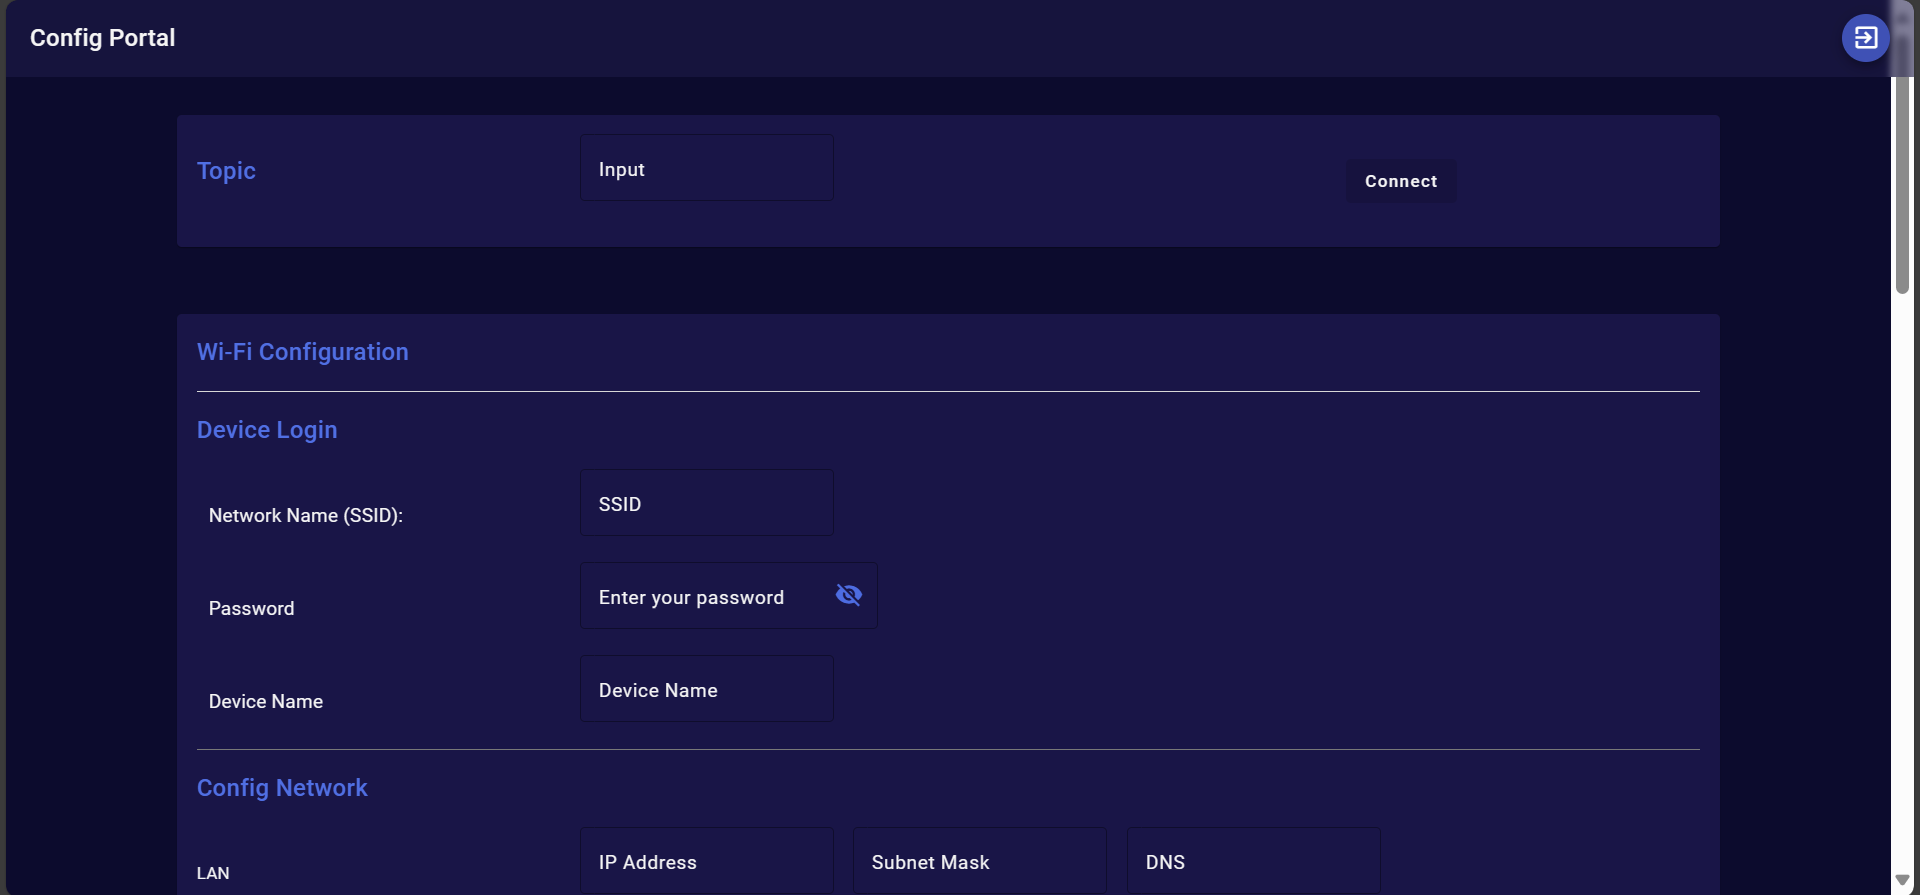 Config Portal
Topic
Input
Connect
Wi-Fi Configuration
Device Login
Network Name (SSID):
SSID
Password
Enter your password
Device Name
Device Name
Config Network
LAN
IP Address
Subnet Mask
DNS